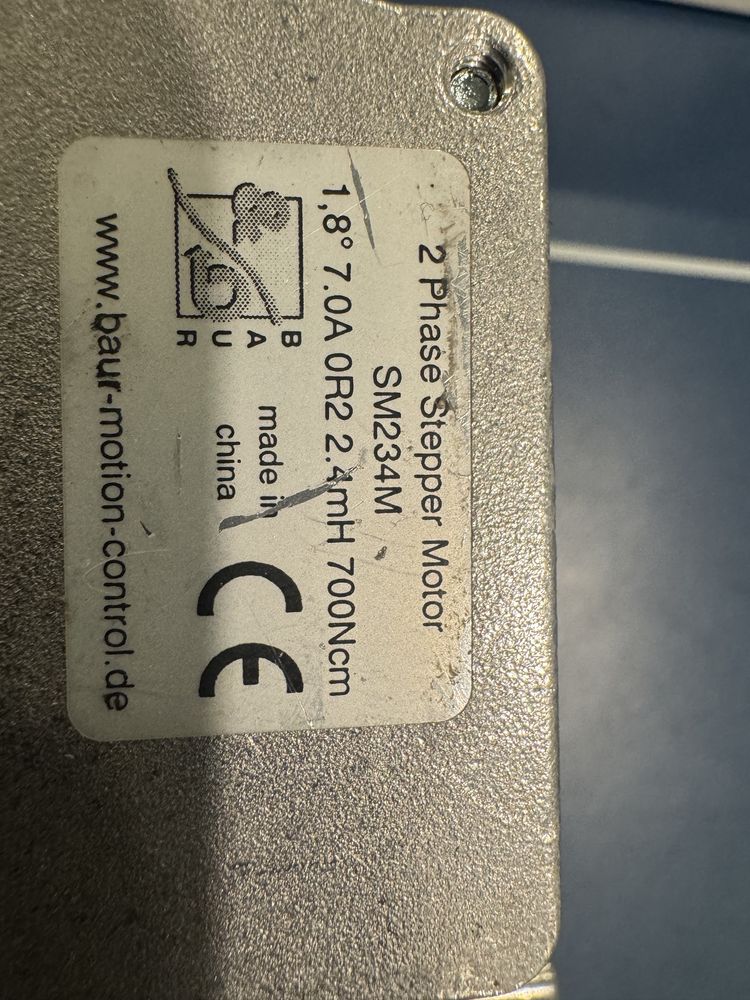 2 Phase Stepper Motor
SM234M
1,8° 7.0A 0R2 2.4mH 700Ncm
B
A
U
R
made in
china
CE
www.baur-motion-control.de